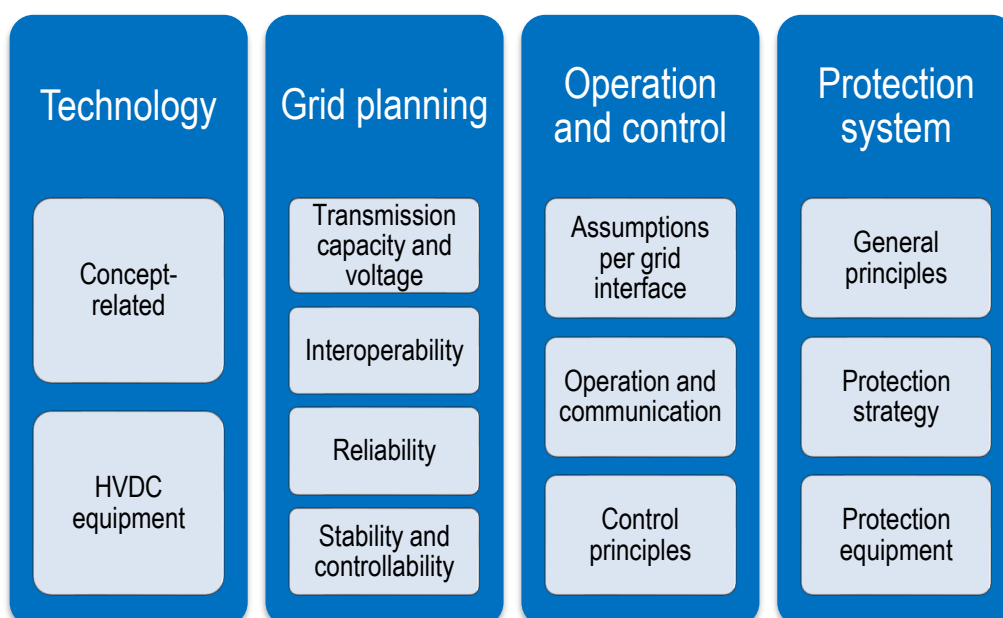 Technology
Concept-
related
HVDC
equipment
Grid planning
Transmission
capacity and
voltage
Interoperability
Reliability
Stability and
controllability
Operation
and control
Assumptions
per grid
interface
Operation and
communication
Control
principles
Protection
system
General
principles
Protection
strategy
Protection
equipment